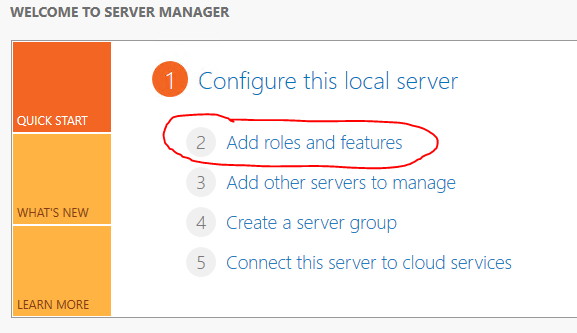 WELCOME TO SERVER MANAGER
QUICK START
WHAT'S NEW
LEARN MORE
1 Configure this local server
2 Add roles and features
3 Add other servers to manage
4 Create a server group
5 Connect this server to cloud services